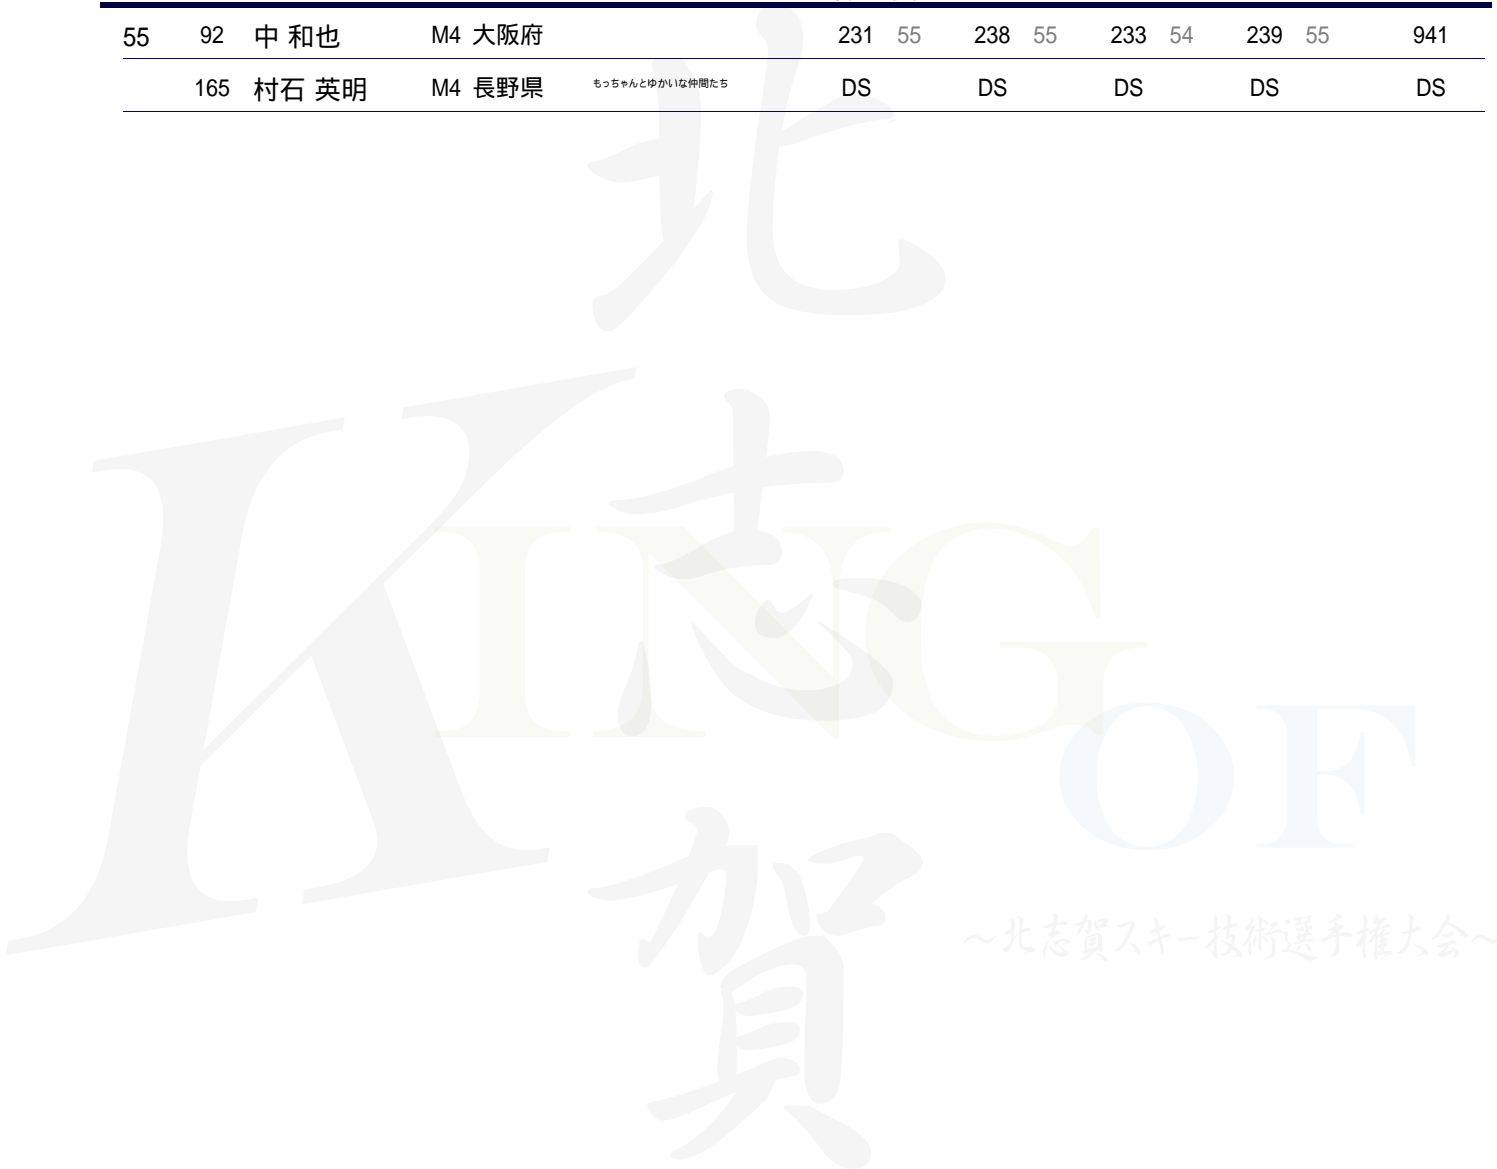 55 92 中 和也 M4 大阪府 231 55 238 55 233 54 239 55 941
165 村石 英明 M4 長野県 もっちゃんとゆかいな仲間たち DS DS DS DS DS
北志賀
KING
OF
～北志賀スキー技術選手権大会～